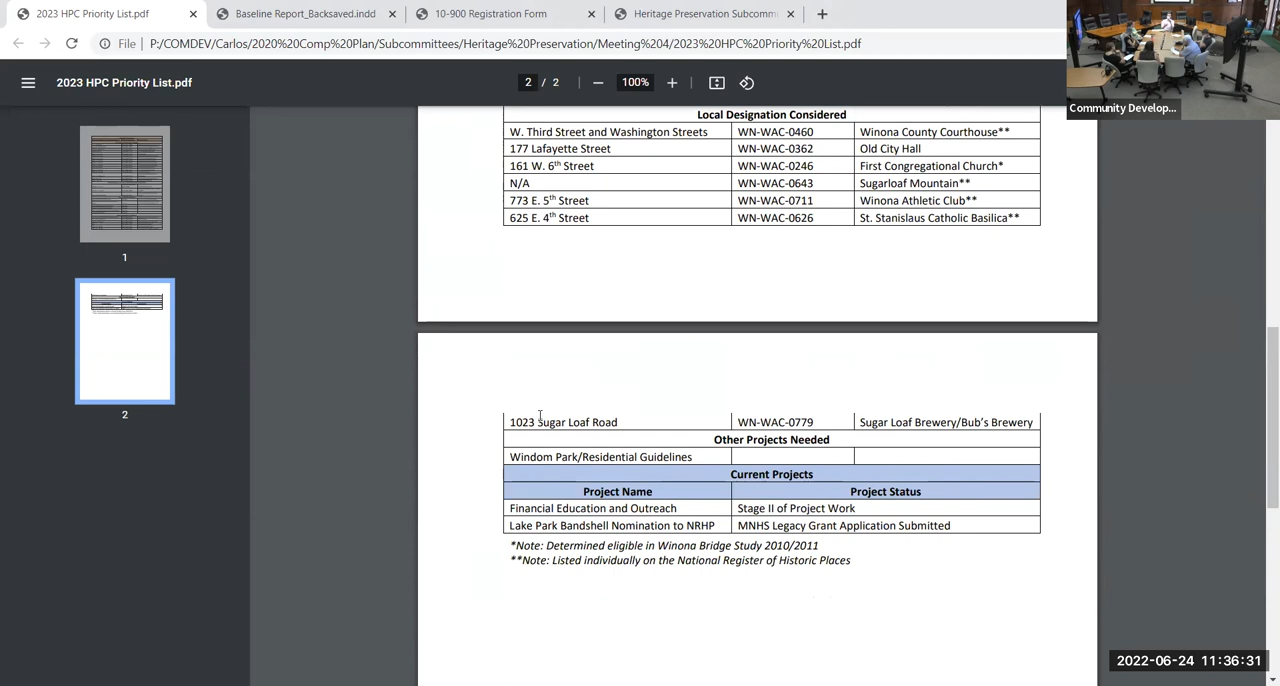 2023 HPC Priority List.pdf
Baseline Report_Backsaved.indd
10-900 Registration Form
Heritage Preservation Subcomm
File
P:/COMDEV/Carlos/2020%20Comp%20Plan/Subcommittees/Heritage%20Preservation/Meeting%204/2023%20HPC%20Priority%20List.pdf
2023 HPC Priority List.pdf
2 / 2
100%
Community Develop...
1
2
Local Designation Considered
W. Third Street and Washington Streets WN-WAC-0460 Winona County Courthouse**
177 Lafayette Street WN-WAC-0362 Old City Hall
161 W. 6th Street WN-WAC-0246 First Congregational Church*
N/A WN-WAC-0643 Sugarloaf Mountain**
773 E. 5th Street WN-WAC-0711 Winona Athletic Club**
625 E. 4th Street WN-WAC-0626 St. Stanislaus Catholic Basilica**
1023 Sugar Loaf Road WN-WAC-0779 Sugar Loaf Brewery/Bub's Brewery
Other Projects Needed
Windom Park/Residential Guidelines
Current Projects
Project Name Project Status
Financial Education and Outreach Stage II of Project Work
Lake Park Bandshell Nomination to NRHP MNHS Legacy Grant Application Submitted
*Note: Determined eligible in Winona Bridge Study 2010/2011
**Note: Listed individually on the National Register of Historic Places
2022-06-24 11:36:31